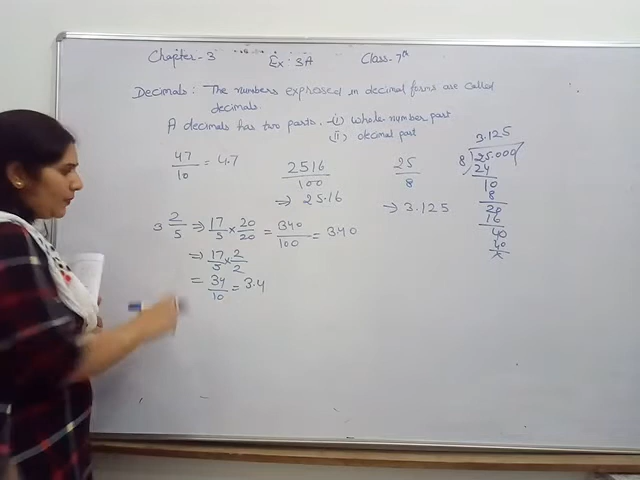 Chapter-3 Ex: 3A Class-7th
Decimals: The numbers expressed in decimal forms are called
decimals.
A decimals has two parts. -(i) whole number part
(ii) decimal part
47/10 = 4.7
2516/100
⇒ 25.16
25/8
→ 3.125
3.125
8 ) 25.000
24
10
8
20
16
40
40
x
3 2/5 ⇒ 17/5 × 20/20 = 340/100 = 340
⇒ 17/5 × 2/2
= 34/10 = 3.4